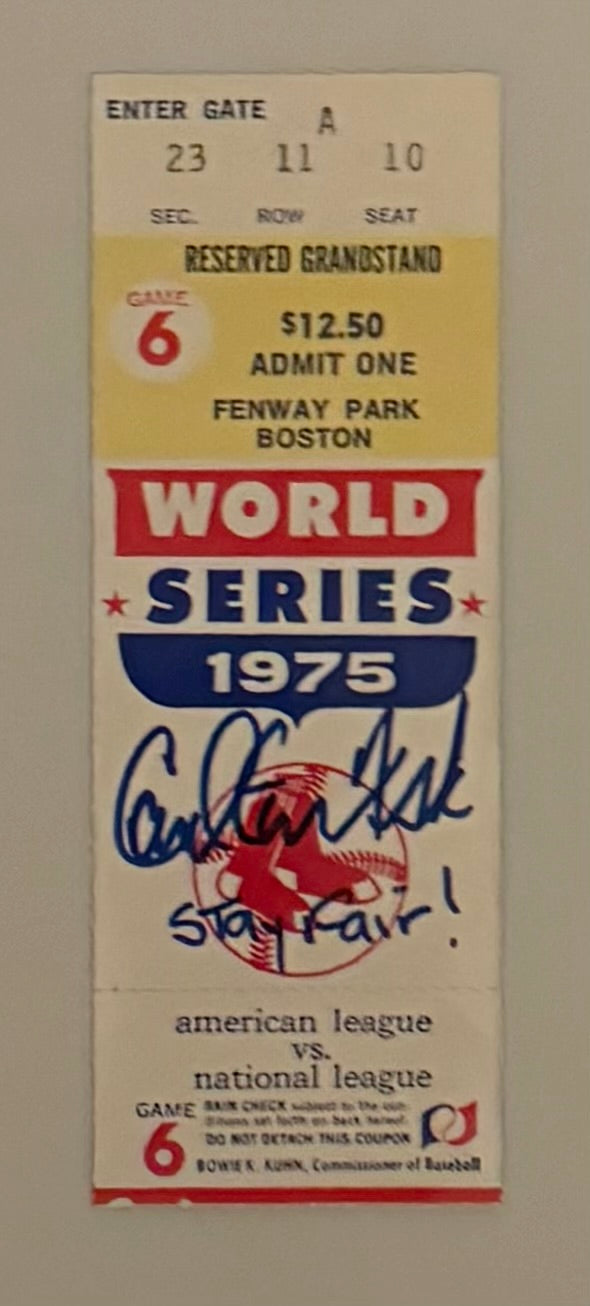 ENTER GATE A
23 11 10
SEC. ROW SEAT
RESERVED GRANDSTAND
GAME
6
$12.50
ADMIT ONE
FENWAY PARK
BOSTON
WORLD
SERIES
1975
Carlton Fisk
Stay Fair!
american league
vs.
national league
GAME
6
RAIN CHECK subject to the con-
ditions set forth on back hereof.
DO NOT DETACH THIS COUPON
BOWIE K. KUHN, Commissioner of Baseball